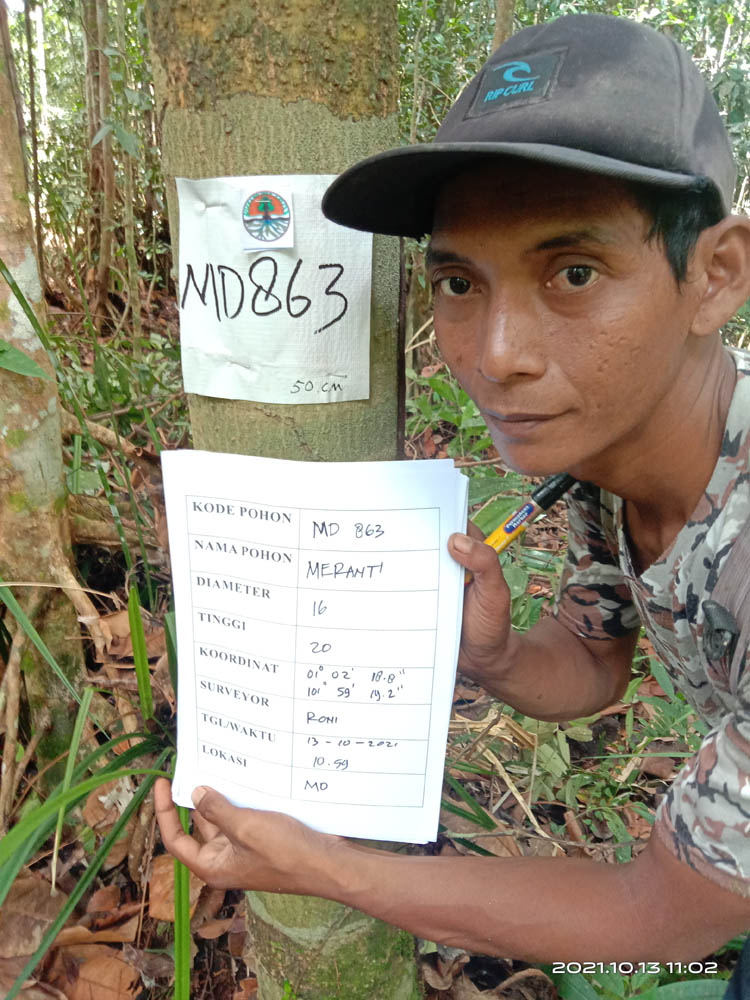 RIP CURL
MD863
50.cm
KODE POHON MD 863
NAMA POHON MERANTI
DIAMETER 16
TINGGI 20
KOORDINAT 01° 02' 18.8"
101° 59' 19.2"
SURVEYOR RONI
TGL/WAKTU 13-10-2021
10.59
LOKASI MD
Permanent Marker
2021.10.13 11:02